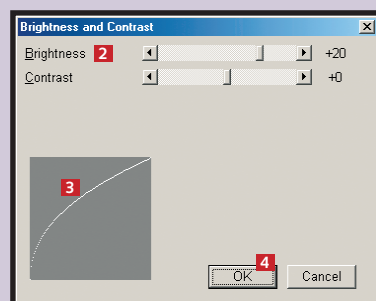 Brightness and Contrast
Brightness 2 +20
Contrast +0
3
4
OK Cancel